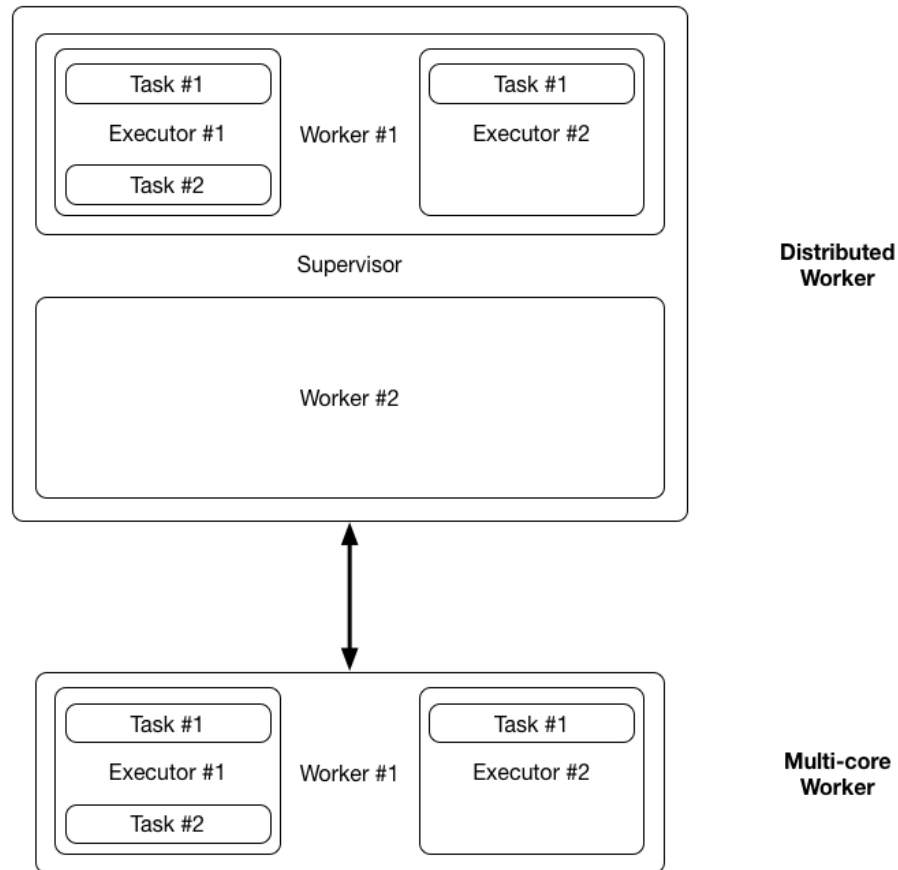 Task #1
Task #1
Executor #1
Worker #1
Executor #2
Task #2
Supervisor
Distributed
Worker
Worker #2
Task #1
Task #1
Executor #1
Worker #1
Executor #2
Multi-core
Worker
Task #2